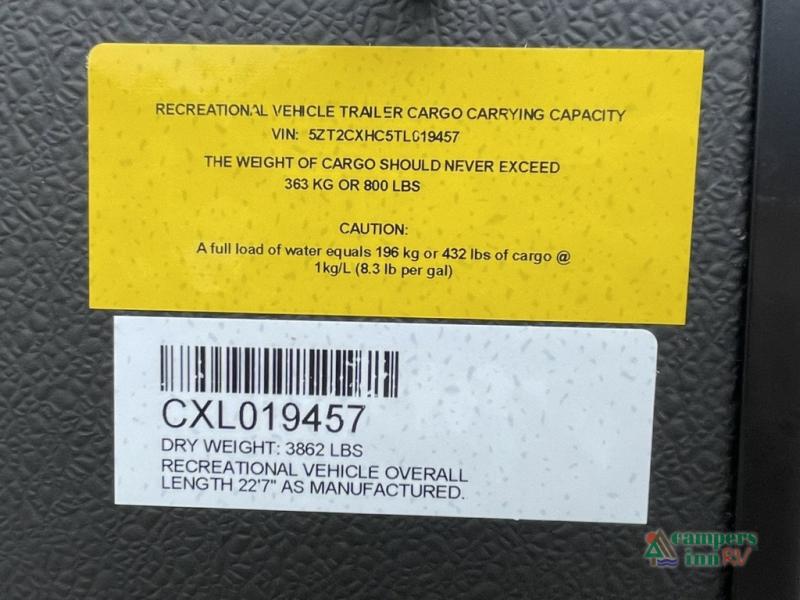 RECREATIONAL VEHICLE TRAILER CARGO CARRYING CAPACITY
VIN: 5ZT2CXHC5TL019457
THE WEIGHT OF CARGO SHOULD NEVER EXCEED
363 KG OR 800 LBS
CAUTION:
A full load of water equals 196 kg or 432 lbs of cargo @
1kg/L (8.3 lb per gal)
CXL019457
DRY WEIGHT: 3862 LBS
RECREATIONAL VEHICLE OVERALL
LENGTH 22'7" AS MANUFACTURED.
campers
inn RV